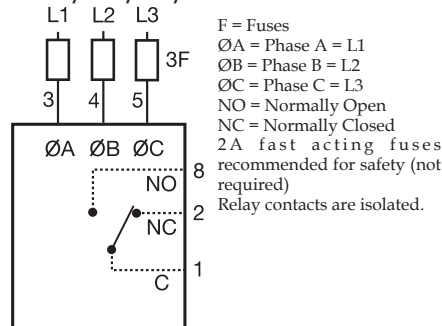 L1 L2 L3
3F
3 4 5
ØA ØB ØC
8
NO
2
NC
1
C
F = Fuses
ØA = Phase A = L1
ØB = Phase B = L2
ØC = Phase C = L3
NO = Normally Open
NC = Normally Closed
2A fast acting fuses
recommended for safety (not
required)
Relay contacts are isolated.